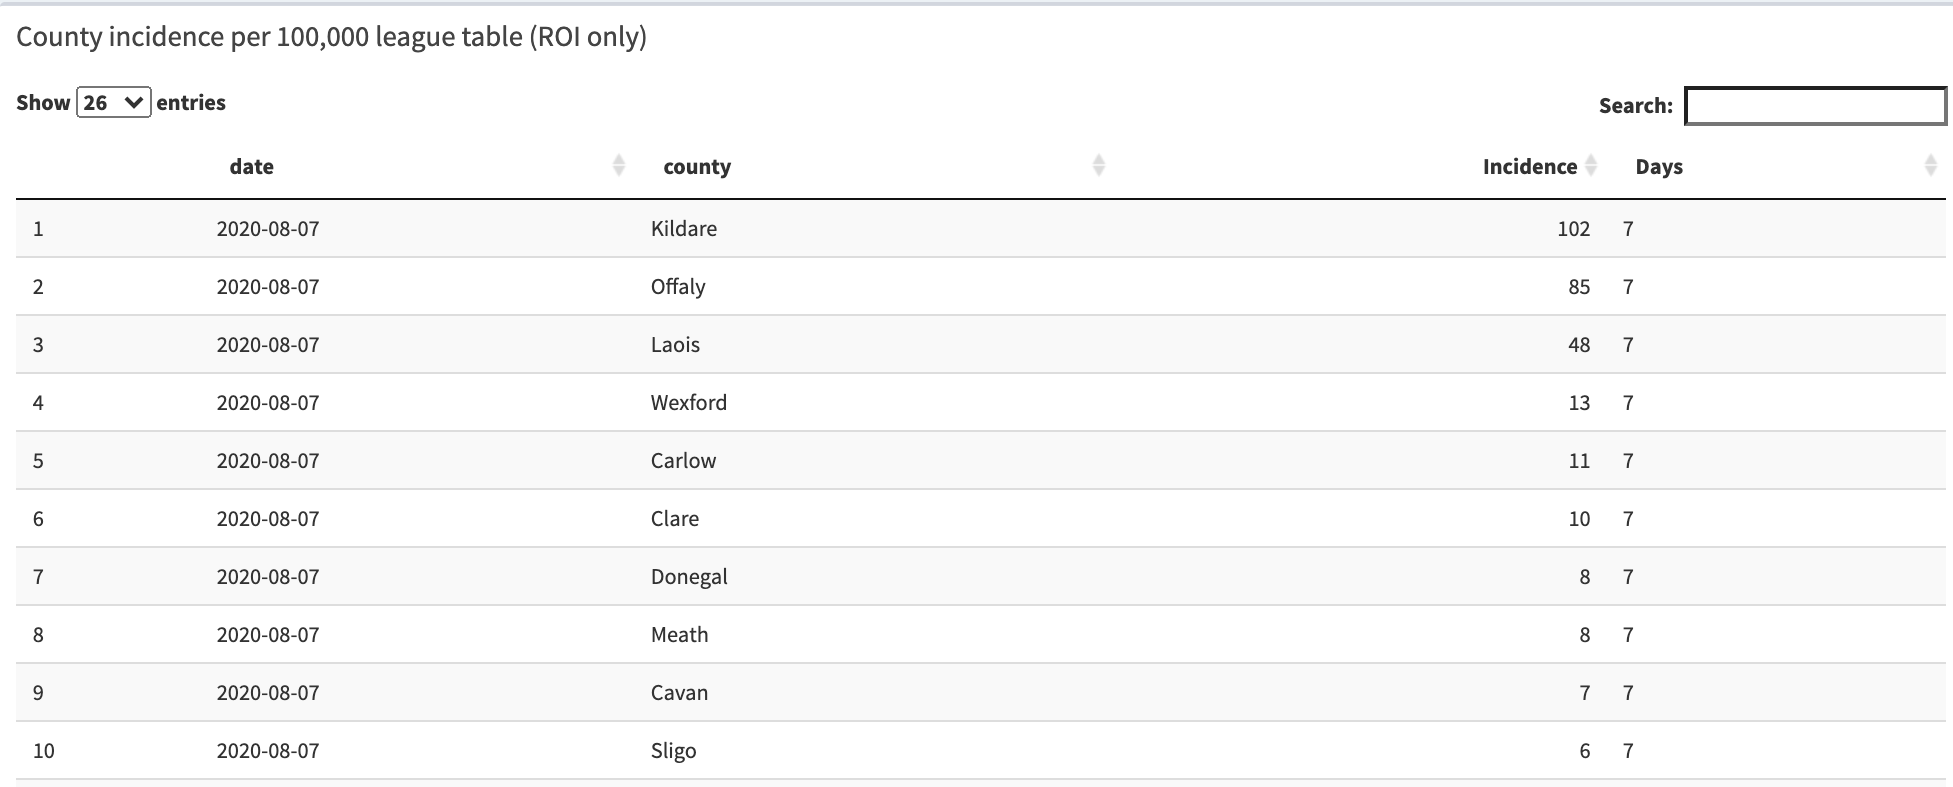 County incidence per 100,000 league table (ROI only)
Show 26 entries
Search:
date county Incidence Days
1 2020-08-07 Kildare 102 7
2 2020-08-07 Offaly 85 7
3 2020-08-07 Laois 48 7
4 2020-08-07 Wexford 13 7
5 2020-08-07 Carlow 11 7
6 2020-08-07 Clare 10 7
7 2020-08-07 Donegal 8 7
8 2020-08-07 Meath 8 7
9 2020-08-07 Cavan 7 7
10 2020-08-07 Sligo 6 7